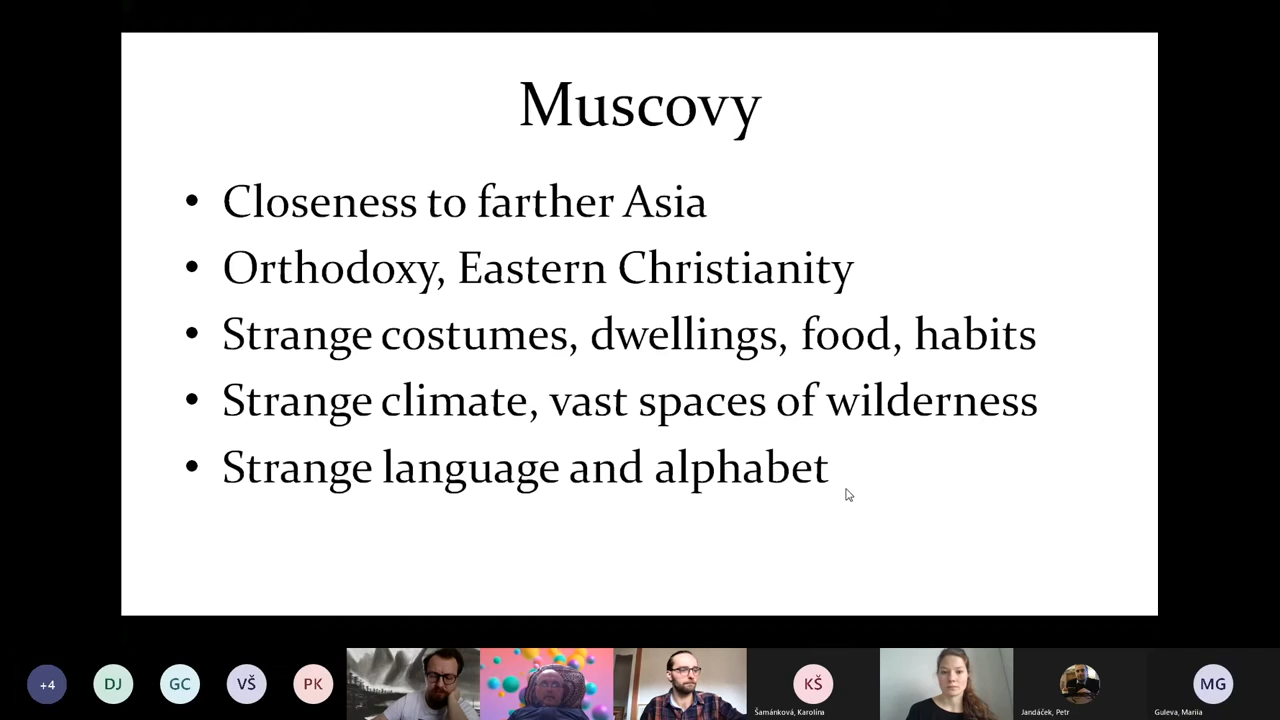 Muscovy
• Closeness to farther Asia
• Orthodoxy, Eastern Christianity
• Strange costumes, dwellings, food, habits
• Strange climate, vast spaces of wilderness
• Strange language and alphabet
+4
DJ
GC
VŠ
PK
KŠ
MG
Šamánková, Karolína
Jandáček, Petr
Guleva, Mariia